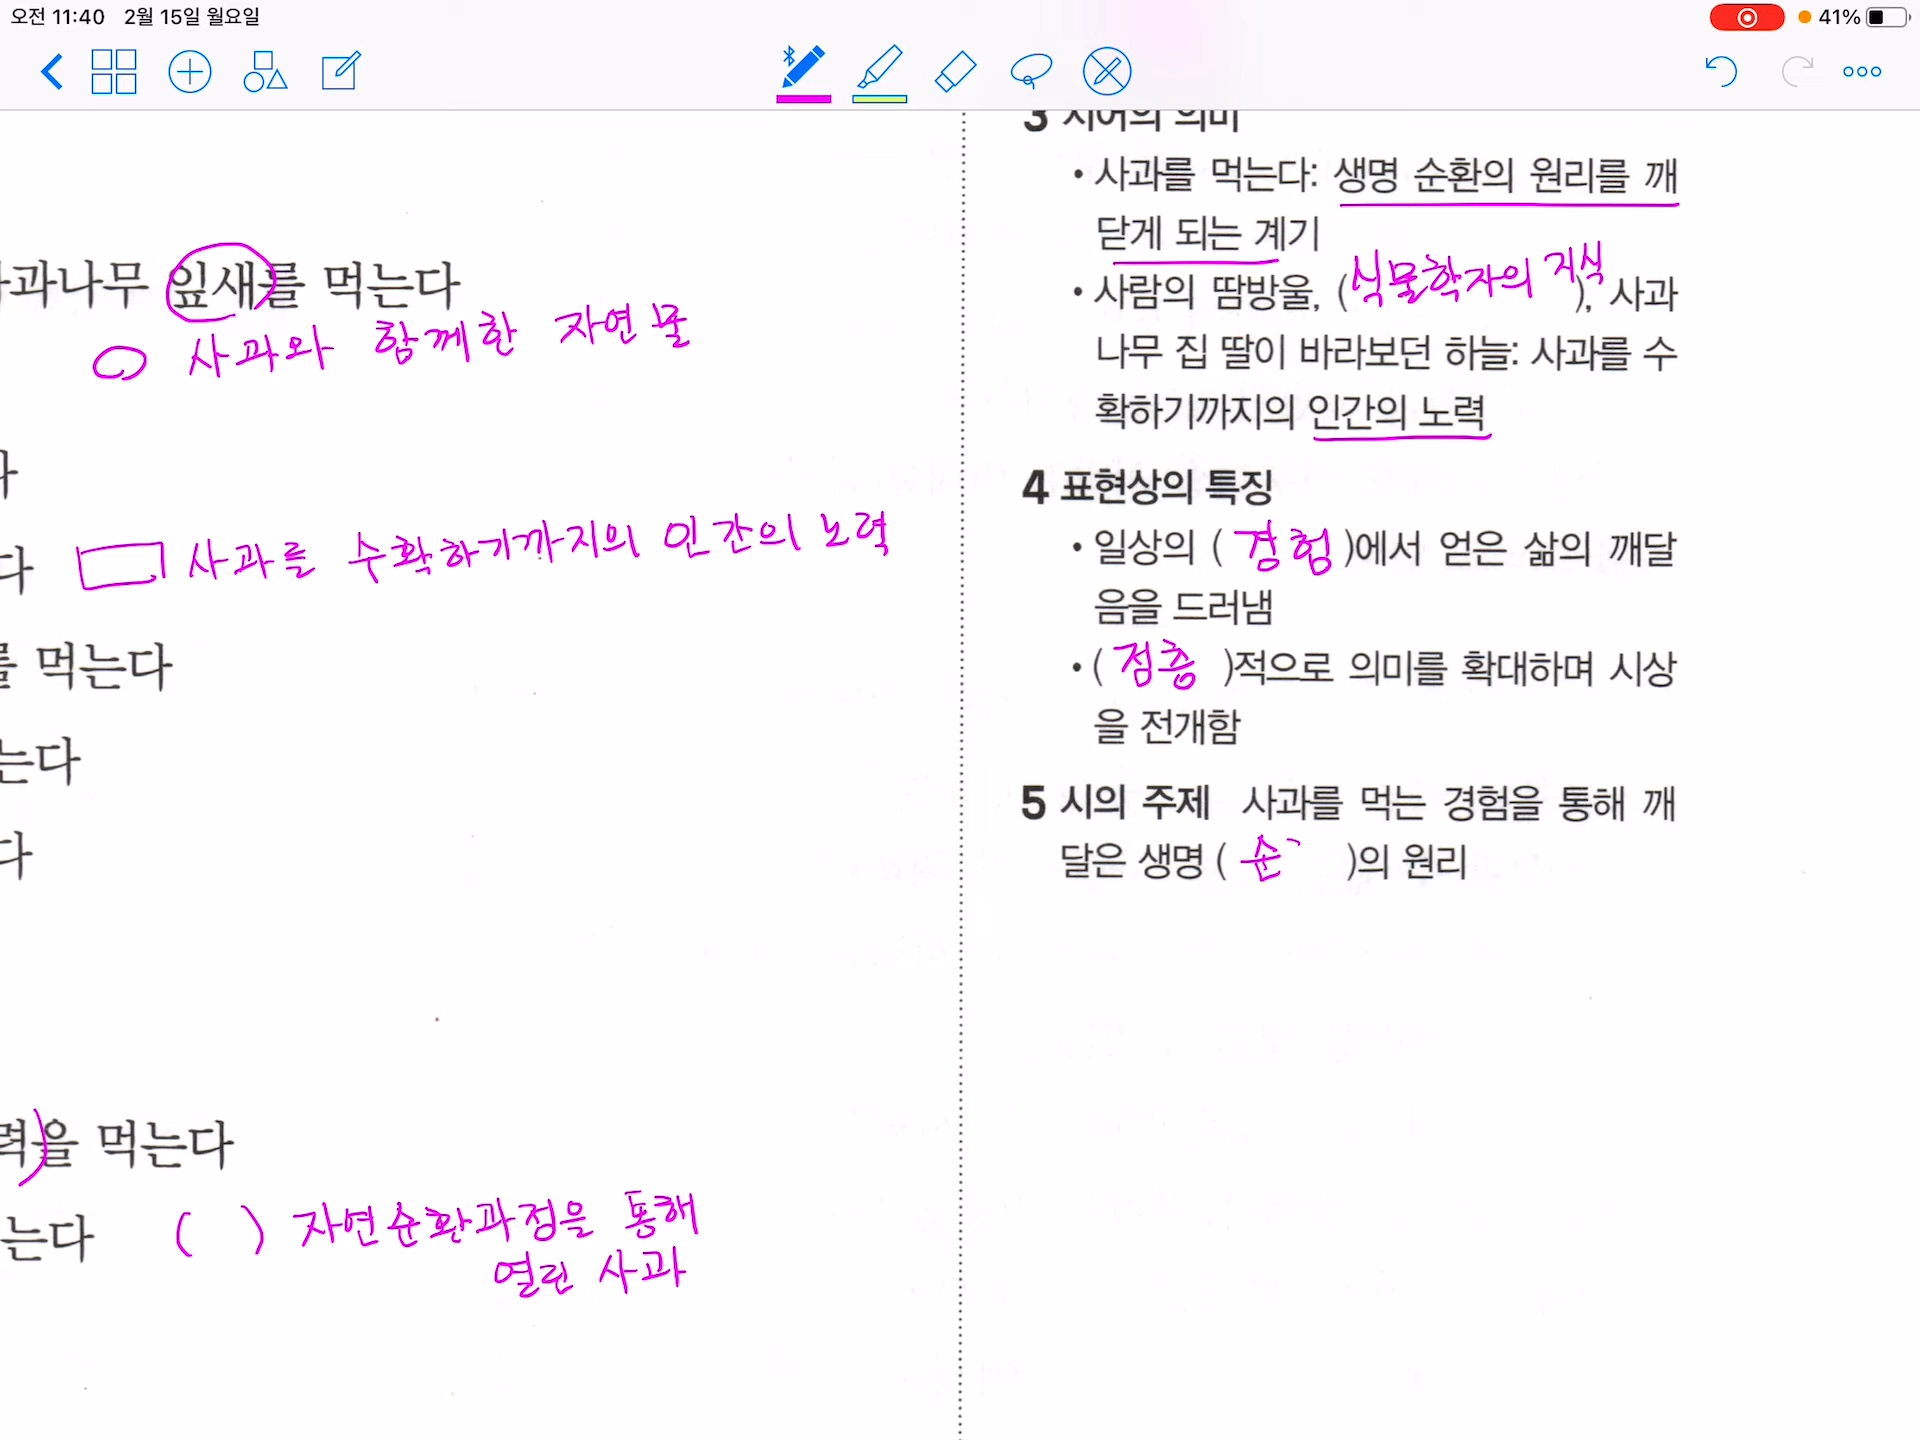 오전 11:40 2월 15일 월요일
41%
과나무 잎새를 먹는다
○ 사과와 함께한 자연물
다
다 사과를 수확하기까지의 인간의 노력
를 먹는다
는다
다
력)을 먹는다
는다 ( ) 자연순환과정을 통해
열린 사과
3 시어의 의미
• 사과를 먹는다: 생명 순환의 원리를 깨
닫게 되는 계기
• 사람의 땀방울, (식물학자의 지식), 사과
나무 집 딸이 바라보던 하늘: 사과를 수
확하기까지의 인간의 노력
4 표현상의 특징
• 일상의 ( 경험 )에서 얻은 삶의 깨달
음을 드러냄
• ( 점층 )적으로 의미를 확대하며 시상
을 전개함
5 시의 주제 사과를 먹는 경험을 통해 깨
달은 생명 ( 순 )의 원리